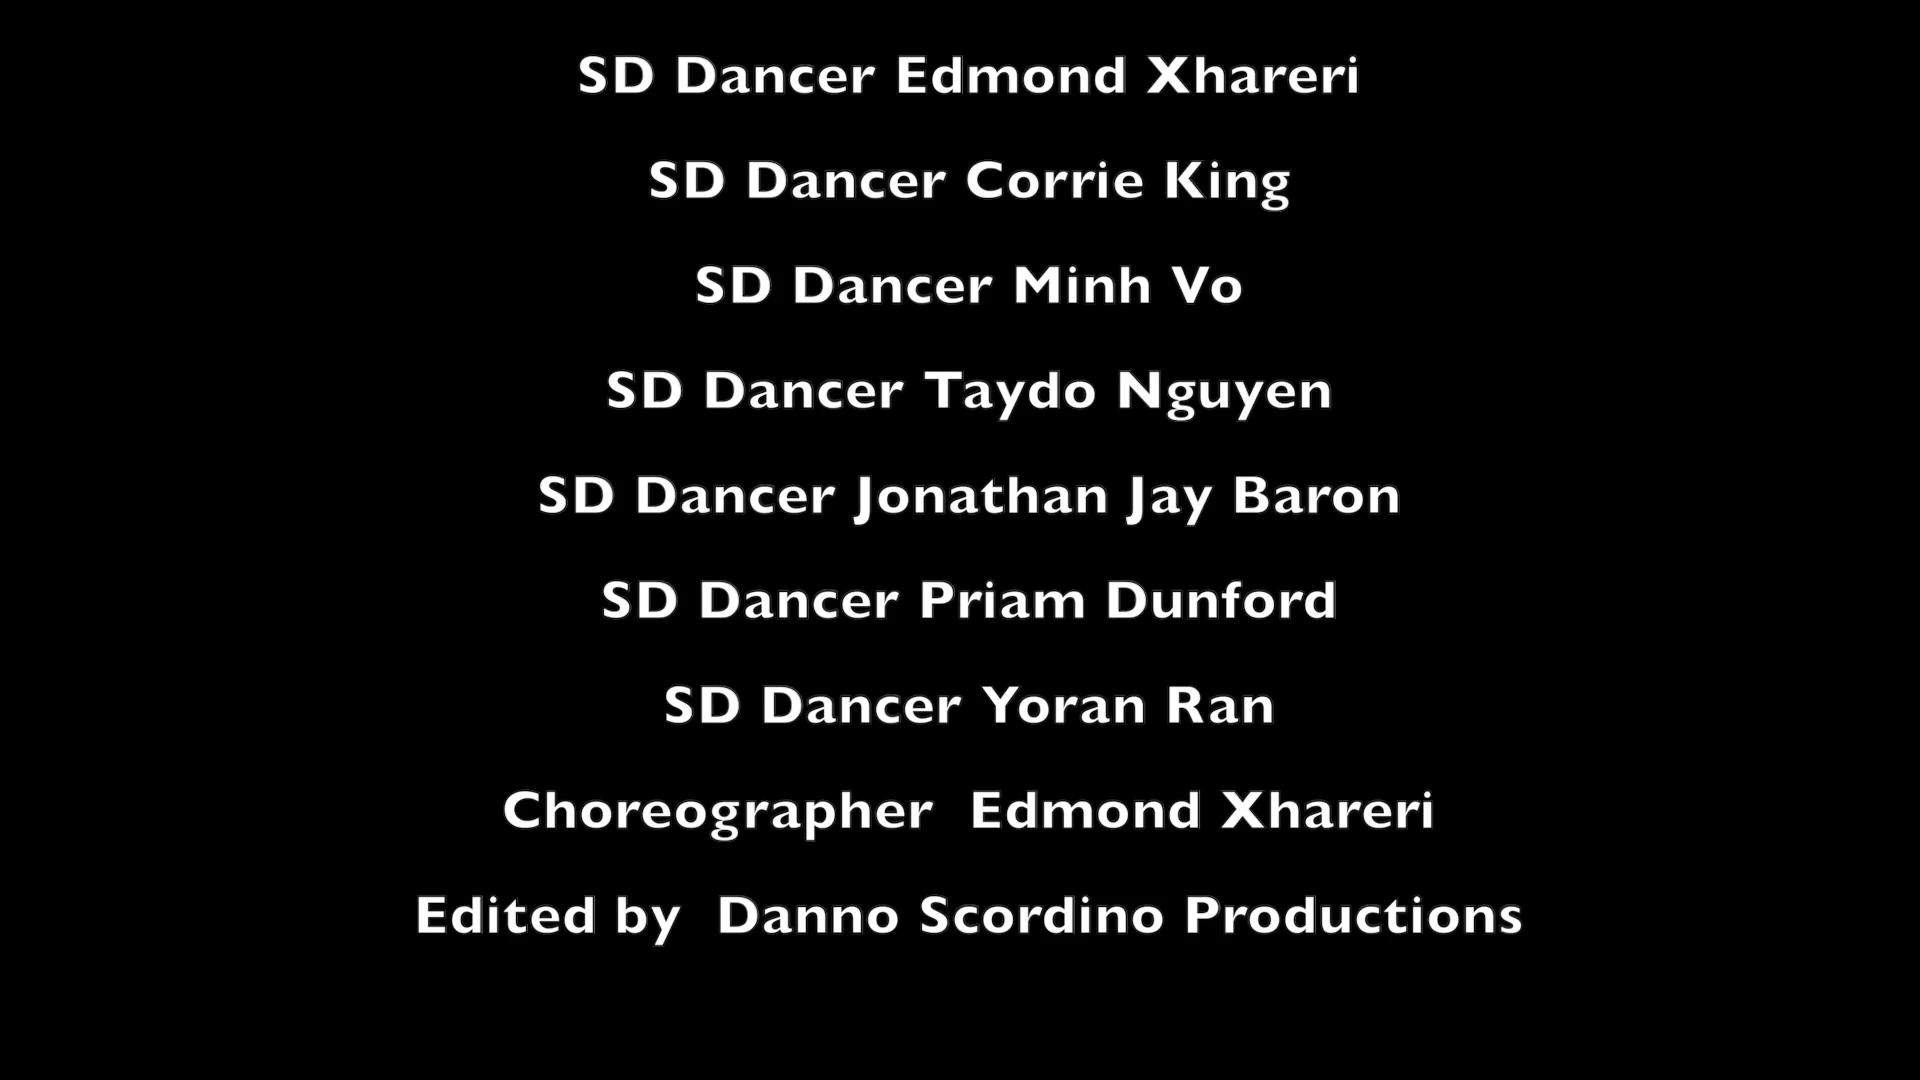 SD Dancer Edmond Xhareri
SD Dancer Corrie King
SD Dancer Minh Vo
SD Dancer Taydo Nguyen
SD Dancer Jonathan Jay Baron
SD Dancer Priam Dunford
SD Dancer Yoran Ran
Choreographer  Edmond Xhareri
Edited by  Danno Scordino Productions